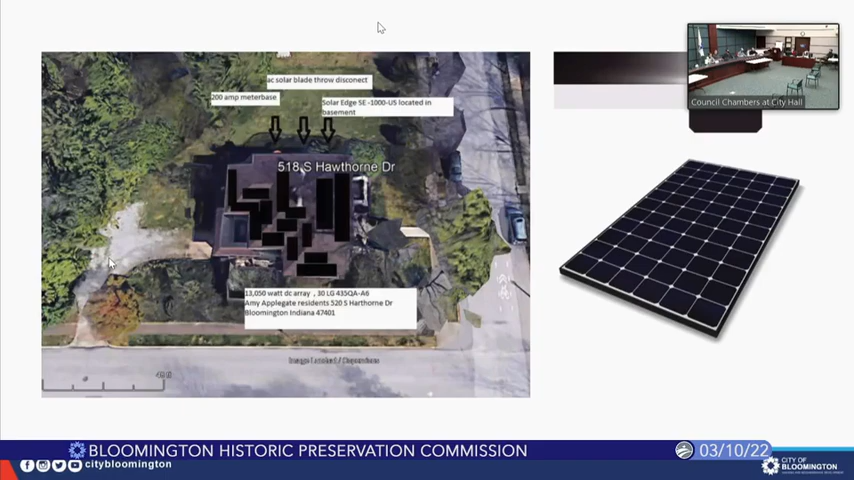 ac solar blade throw disconect
200 amp meterbase
Solar Edge SE -1000-US located in
basement
518 S Hawthorne Dr
13,050 watt dc array , 30 LG 435QA-A6
Amy Applegate residents 520 S Harthorne Dr
Bloomington Indiana 47401
Council Chambers at City Hall
BLOOMINGTON HISTORIC PRESERVATION COMMISSION
03/10/22
citybloomington
CITY OF
BLOOMINGTON